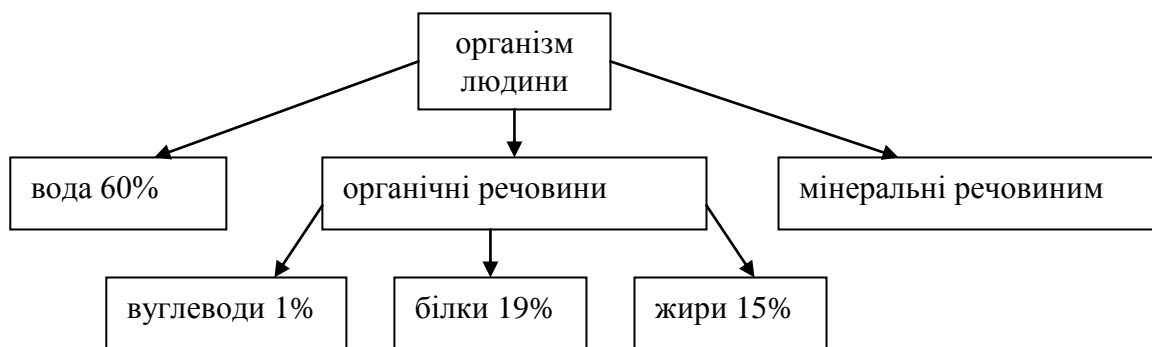 організм
людини
вода 60%
органічні речовини
мінеральні речовиним
вуглеводи 1%
білки 19%
жири 15%